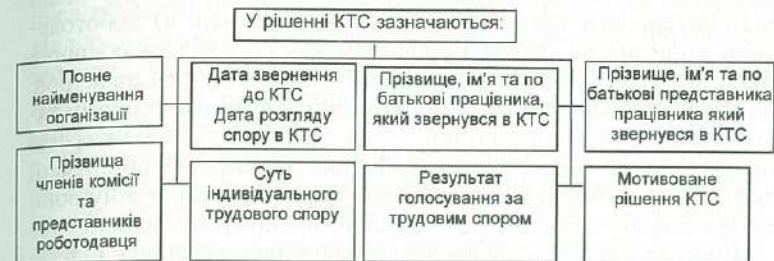 У рішенні КТС зазначаються:
Повне
найменування
організації
Дата звернення
до КТС
Дата розгляду
спору в КТС
Прізвище, ім'я та по
батькові працівника,
який звернувся в КТС
Прізвище, ім'я та по
батькові представника
працівника який
звернувся в КТС
Прізвища
членів комісії
та
представників
роботодавця
Суть
індивідуального
трудового спору
Результат
голосування за
трудовим спором
Мотивоване
рішення КТС